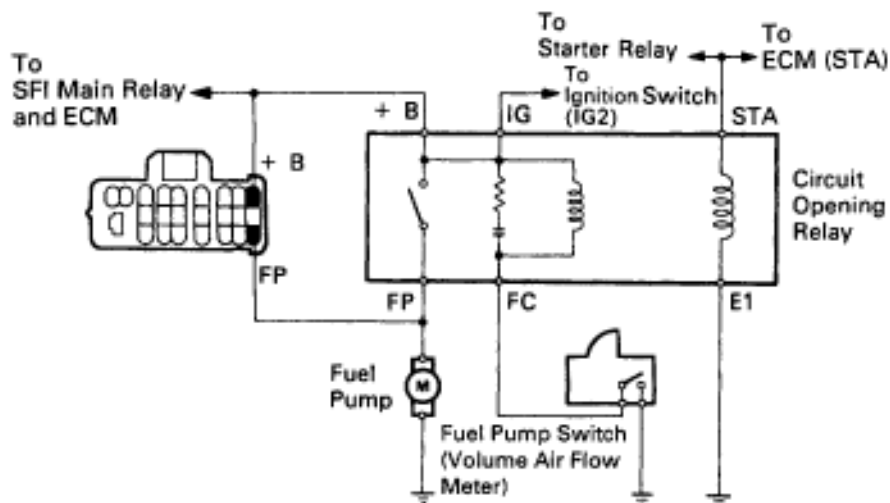 To
Starter Relay
To
ECM (STA)
To
SFI Main Relay
and ECM
To
Ignition Switch
(IG2)
+ B
IG
STA
+ B
Circuit
Opening
Relay
FP
FP
FC
E1
Fuel
Pump
M
Fuel Pump Switch
(Volume Air Flow
Meter)